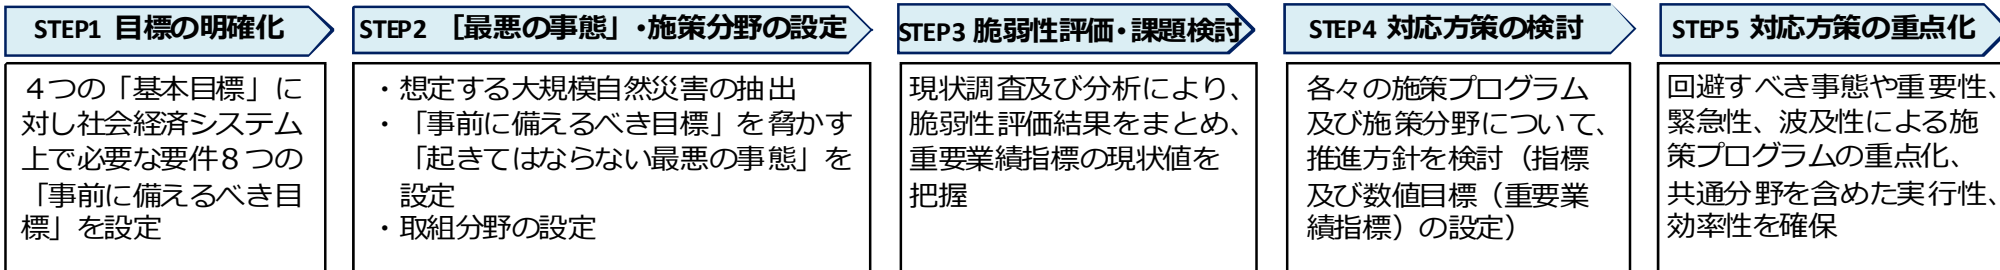 STEP1 目標の明確化
４つの「基本目標」に
対し社会経済システム
上で必要な要件８つの
「事前に備えるべき目
標」を設定
STEP2 ［最悪の事態」・施策分野の設定
・想定する大規模自然災害の抽出
・「事前に備えるべき目標」を脅かす
「起きてはならない最悪の事態」を
設定
・取組分野の設定
STEP3 脆弱性評価・課題検討
現状調査及び分析により、
脆弱性評価結果をまとめ、
重要業績指標の現状値を
把握
STEP4 対応方策の検討
各々の施策プログラム
及び施策分野について、
推進方針を検討（指標
及び数値目標（重要業
績指標）の設定）
STEP5 対応方策の重点化
回避すべき事態や重要性、
緊急性、波及性による施
策プログラムの重点化、
共通分野を含めた実行性、
効率性を確保